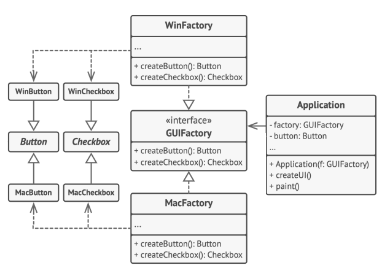 WinFactory
...
+ createButton(): Button
+ createCheckbox(): Checkbox
WinButton
WinCheckbox
Button
Checkbox
MacButton
MacCheckbox
«interface»
GUIFactory
+ createButton(): Button
+ createCheckbox(): Checkbox
Application
- factory: GUIFactory
- button: Button
...
+ Application(f: GUIFactory)
+ createUI()
+ paint()
MacFactory
...
+ createButton(): Button
+ createCheckbox(): Checkbox